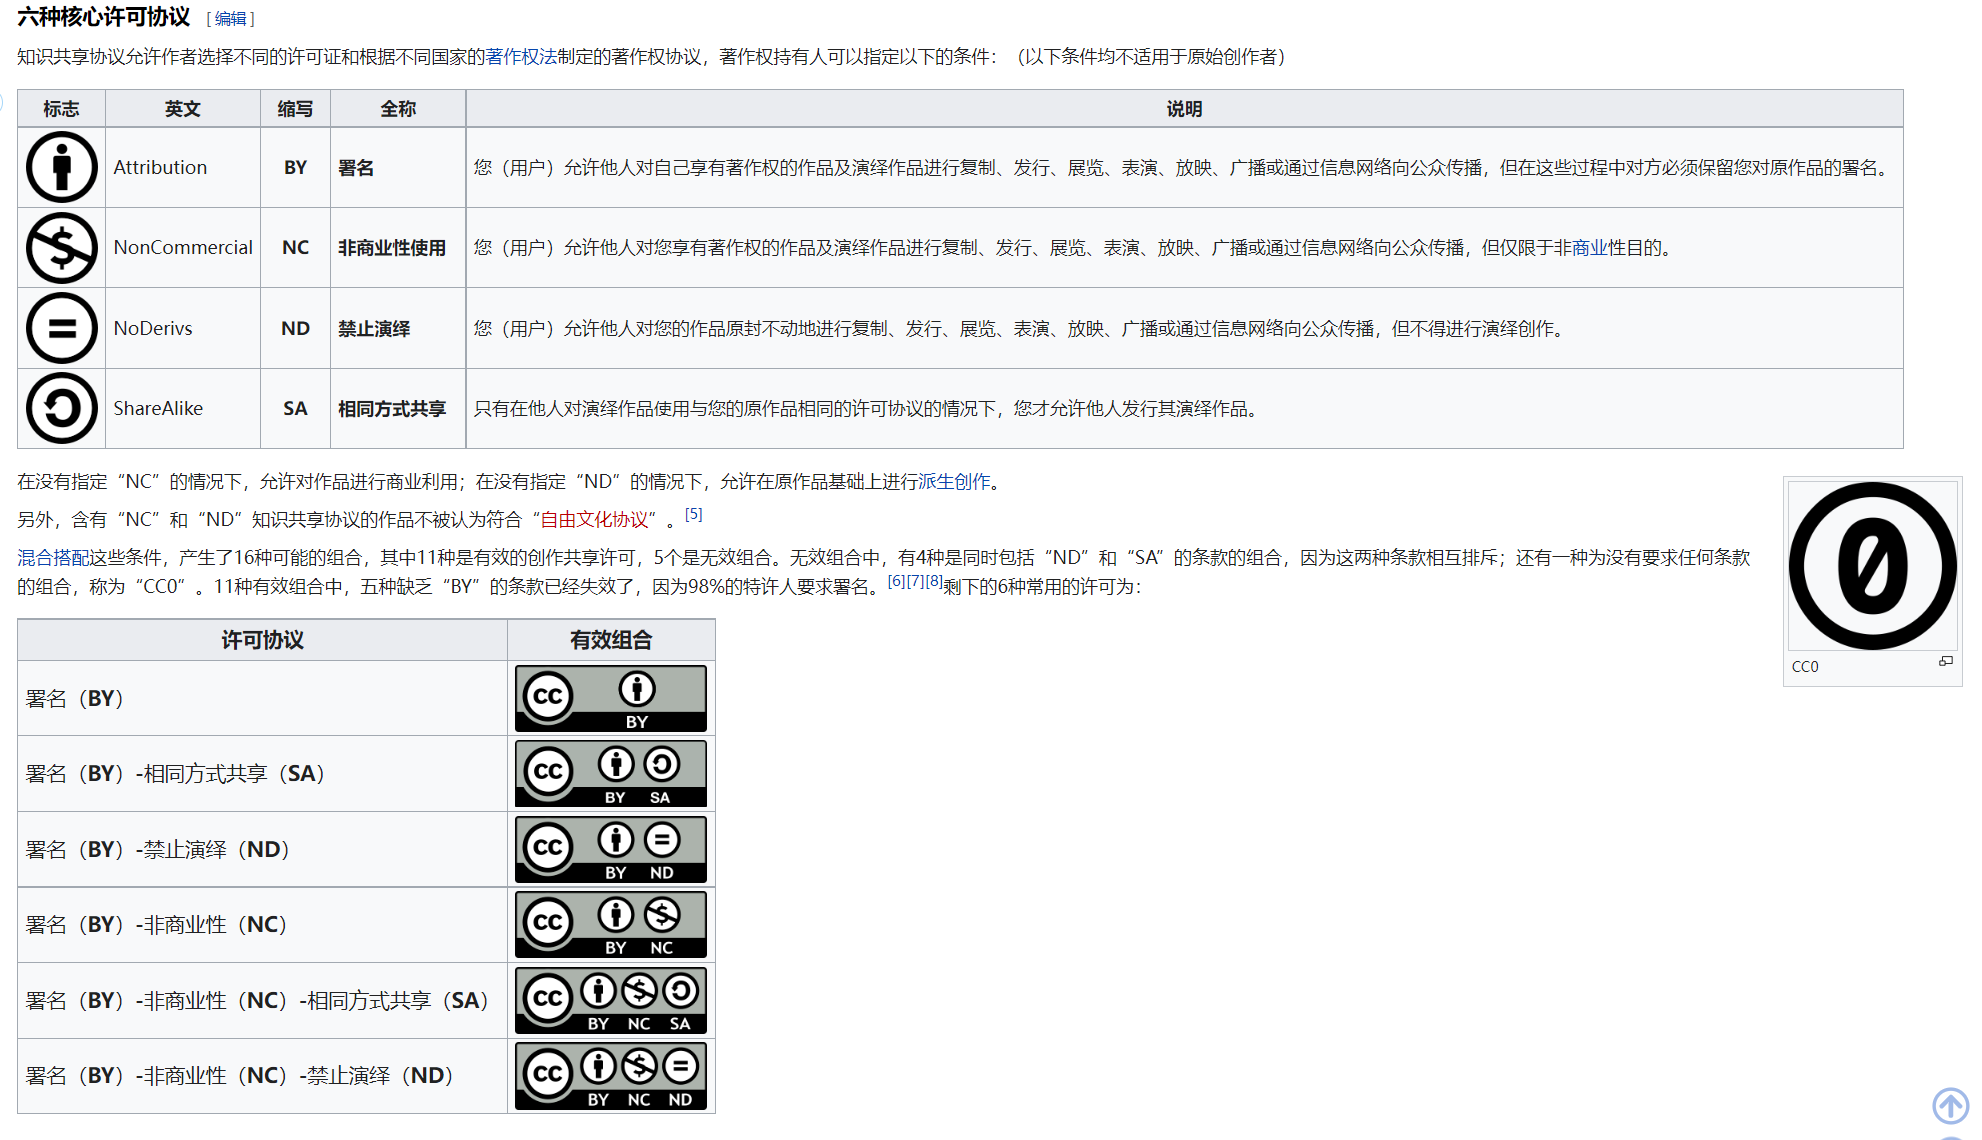 六种核心许可协议 [编辑]
知识共享协议允许作者选择不同的许可证和根据不同国家的著作权法制定的著作权协议，著作权持有人可以指定以下的条件：（以下条件均不适用于原始创作者）
标志 英文 缩写 全称 说明
Attribution BY 署名 您（用户）允许他人对自己享有著作权的作品及演绎作品进行复制、发行、展览、表演、放映、广播或通过信息网络向公众传播，但在这些过程中对方必须保留您对原作品的署名。
NonCommercial NC 非商业性使用 您（用户）允许他人对您享有著作权的作品及演绎作品进行复制、发行、展览、表演、放映、广播或通过信息网络向公众传播，但仅限于非商业性目的。
NoDerivs ND 禁止演绎 您（用户）允许他人对您的作品原封不动地进行复制、发行、展览、表演、放映、广播或通过信息网络向公众传播，但不得进行演绎创作。
ShareAlike SA 相同方式共享 只有在他人对演绎作品使用与您的原作品相同的许可协议的情况下，您才允许他人发行其演绎作品。
在没有指定“NC”的情况下，允许对作品进行商业利用；在没有指定“ND”的情况下，允许在原作品基础上进行派生创作。
另外，含有“NC”和“ND”知识共享协议的作品不被认为符合“自由文化协议”。[5]
混合搭配这些条件，产生了16种可能的组合，其中11种是有效的创作共享许可，5个是无效组合。无效组合中，有4种是同时包括“ND”和“SA”的条款的组合，因为这两种条款相互排斥；还有一种为没有要求任何条款
的组合，称为“CC0”。11种有效组合中，五种缺乏“BY”的条款已经失效了，因为98%的特许人要求署名。[6][7][8]剩下的6种常用的许可为：
0
CC0
许可协议 有效组合
署名（BY） CC BY
署名（BY）-相同方式共享（SA） CC BY SA
署名（BY）-禁止演绎（ND） CC BY ND
署名（BY）-非商业性（NC） CC BY NC
署名（BY）-非商业性（NC）-相同方式共享（SA） CC BY NC SA
署名（BY）-非商业性（NC）-禁止演绎（ND） CC BY NC ND